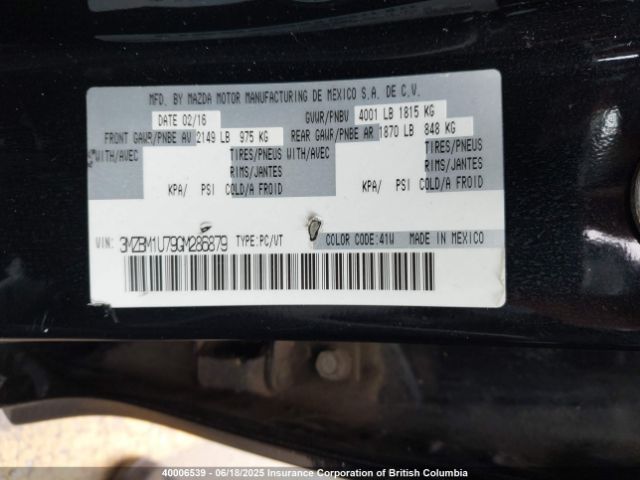 MFD. BY MAZDA MOTOR MANUFACTURING DE MEXICO S.A. DE C.V.
DATE 02/16 GVWR/PNBV 4001 LB 1815 KG
FRONT GAWR/PNBE AV 2149 LB 975 KG REAR GAWR/PNBE AR 1870 LB 848 KG
WITH/AVEC TIRES/PNEUS WITH/AVEC TIRES/PNEUS
RIMS/JANTES RIMS/JANTES
KPA/ PSI COLD/A FROID KPA/ PSI COLD/A FROID
VIN: 3MZBM1U79GM286879 TYPE:PC/VT COLOR CODE:41W MADE IN MEXICO
40006539 - 06/18/2025 Insurance Corporation of British Columbia